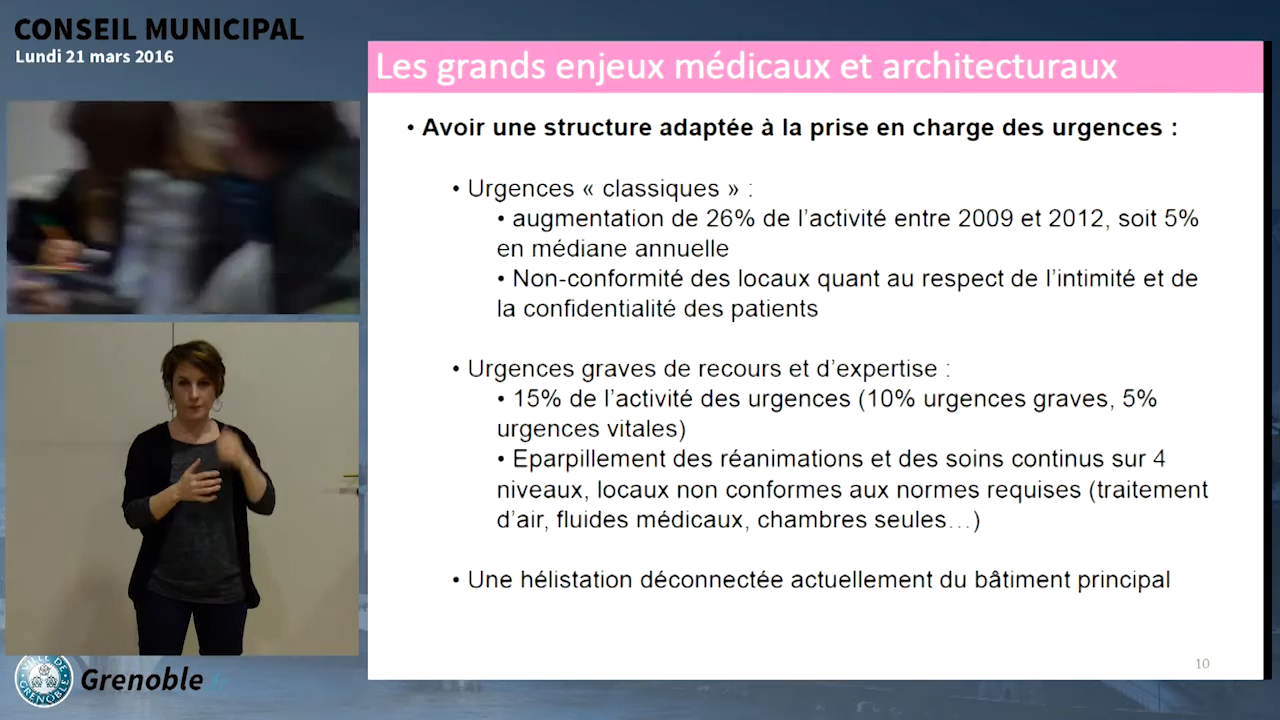 CONSEIL MUNICIPAL
Lundi 21 mars 2016
Les grands enjeux médicaux et architecturaux
• Avoir une structure adaptée à la prise en charge des urgences :
• Urgences « classiques » :
• augmentation de 26% de l'activité entre 2009 et 2012, soit 5%
en médiane annuelle
• Non-conformité des locaux quant au respect de l'intimité et de
la confidentialité des patients
• Urgences graves de recours et d'expertise :
• 15% de l'activité des urgences (10% urgences graves, 5%
urgences vitales)
• Eparpillement des réanimations et des soins continus sur 4
niveaux, locaux non conformes aux normes requises (traitement
d'air, fluides médicaux, chambres seules…)
• Une hélistation déconnectée actuellement du bâtiment principal
10
VILLE DE
GRENOBLE
Grenoble